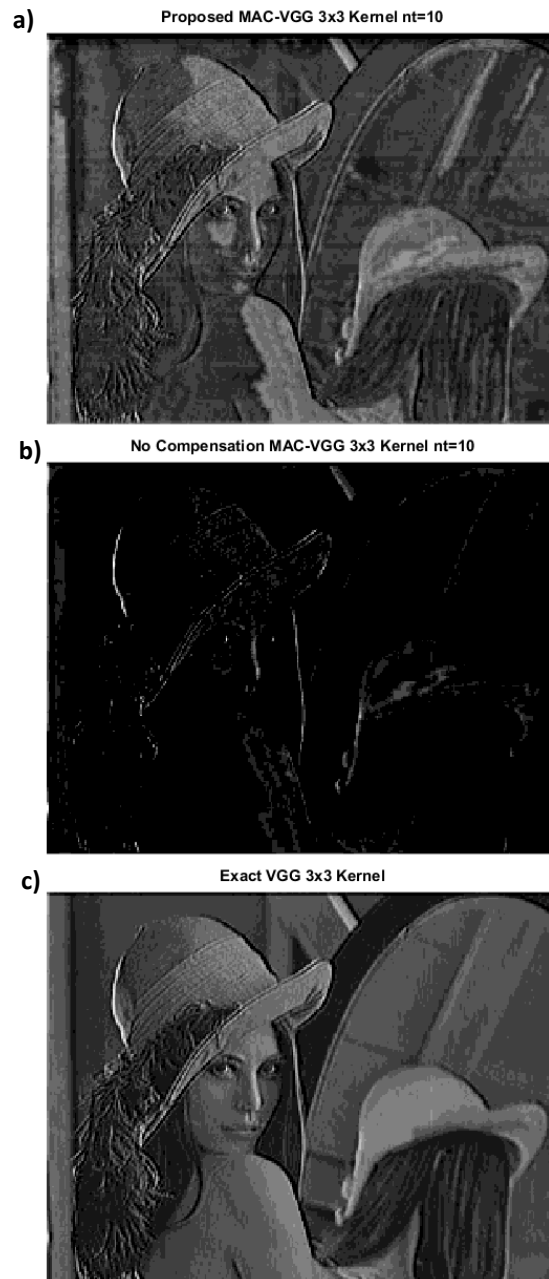 a)
Proposed MAC-VGG 3x3 Kernel nt=10
b)
No Compensation MAC-VGG 3x3 Kernel nt=10
c)
Exact VGG 3x3 Kernel